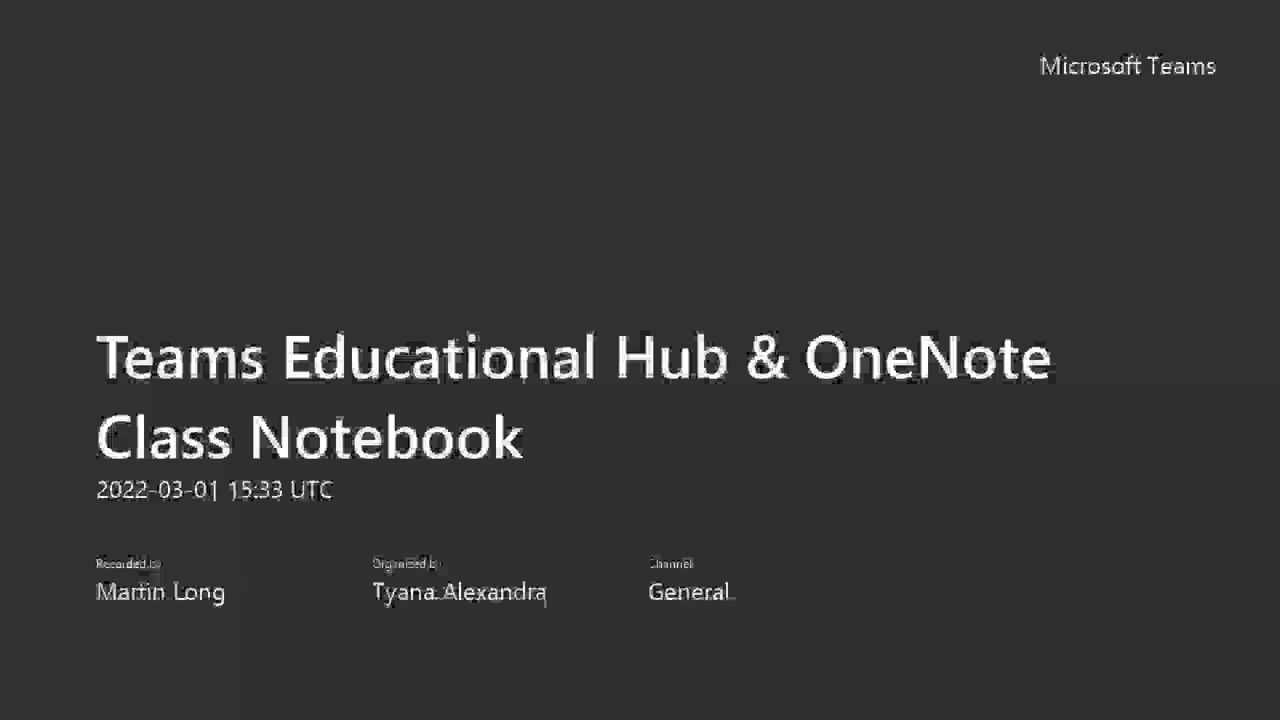 Microsoft Teams
Teams Educational Hub & OneNote
Class Notebook
2022-03-01 15:33 UTC
Recorded by
Organized by
Channel
Martin Long
Tyana Alexandra
General